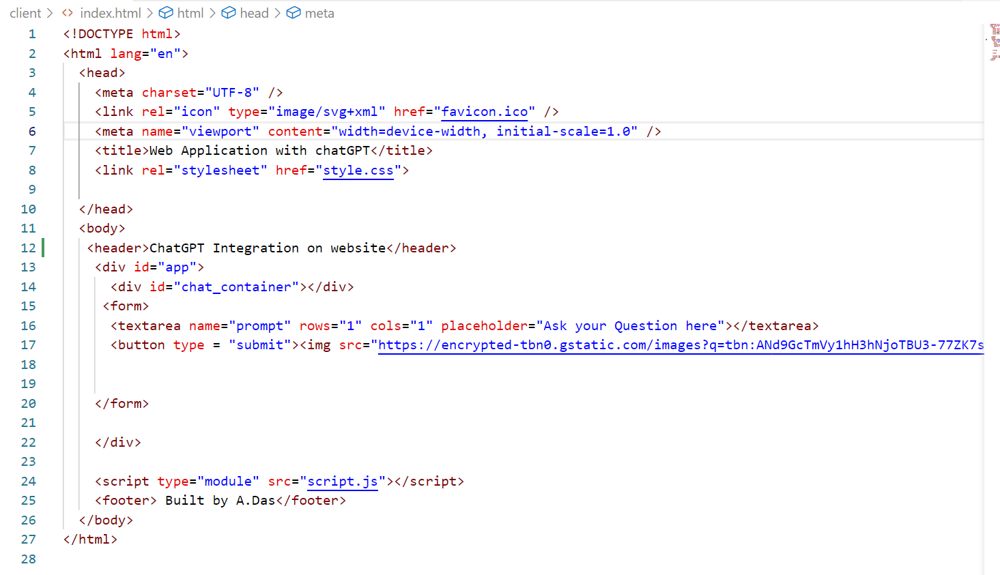 client > <> index.html > html > head > meta
1 <!DOCTYPE html>
2 <html lang="en">
3 <head>
4 <meta charset="UTF-8" />
5 <link rel="icon" type="image/svg+xml" href="favicon.ico" />
6 <meta name="viewport" content="width=device-width, initial-scale=1.0" />
7 <title>Web Application with chatGPT</title>
8 <link rel="stylesheet" href="style.css">
9
10 </head>
11 <body>
12 <header>ChatGPT Integration on website</header>
13 <div id="app">
14 <div id="chat_container"></div>
15 <form>
16 <textarea name="prompt" rows="1" cols="1" placeholder="Ask your Question here"></textarea>
17 <button type = "submit"><img src="https://encrypted-tbn0.gstatic.com/images?q=tbn:ANd9GcTmVy1hH3hNjoTBU3-77ZK7s
18
19
20 </form>
21
22 </div>
23
24 <script type="module" src="script.js"></script>
25 <footer> Built by A.Das</footer>
26 </body>
27 </html>
28